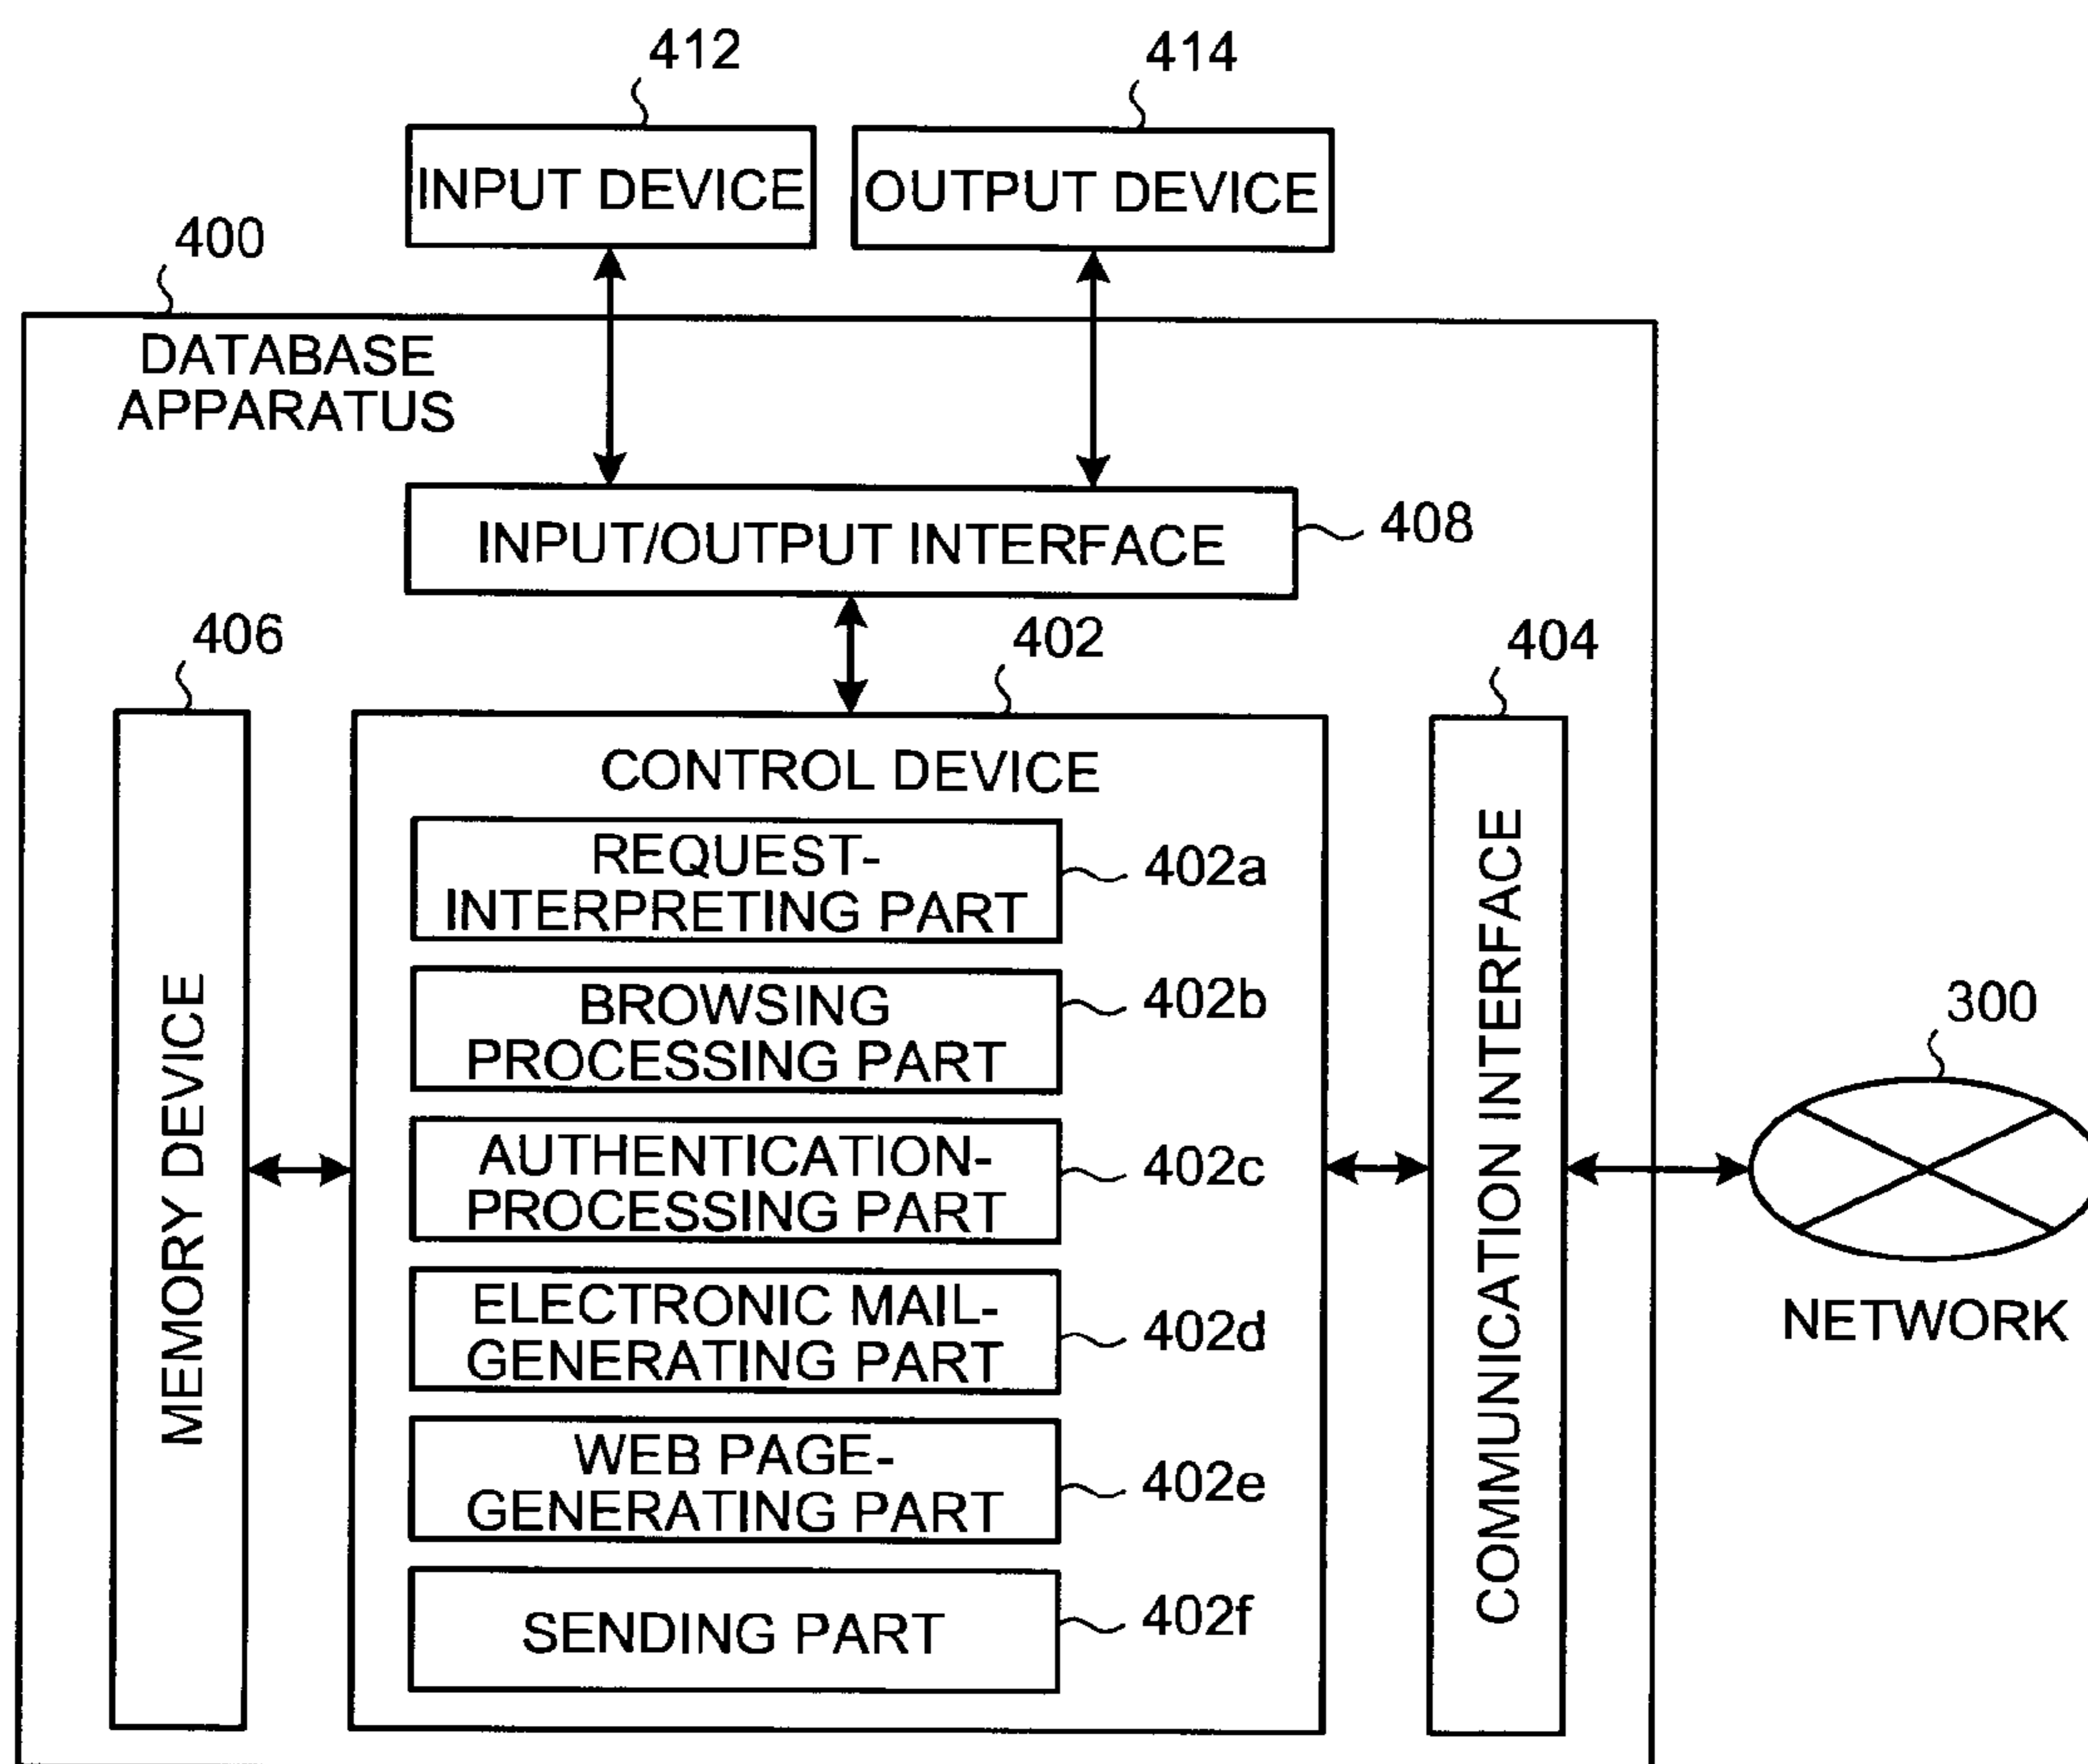 412
414
INPUT DEVICE
OUTPUT DEVICE
400
DATABASE
APPARATUS
INPUT/OUTPUT INTERFACE
408
406
402
404
MEMORY DEVICE
CONTROL DEVICE
REQUEST-
INTERPRETING PART
402a
BROWSING
PROCESSING PART
402b
AUTHENTICATION-
PROCESSING PART
402c
ELECTRONIC MAIL-
GENERATING PART
402d
WEB PAGE-
GENERATING PART
402e
SENDING PART
402f
COMMUNICATION INTERFACE
300
NETWORK